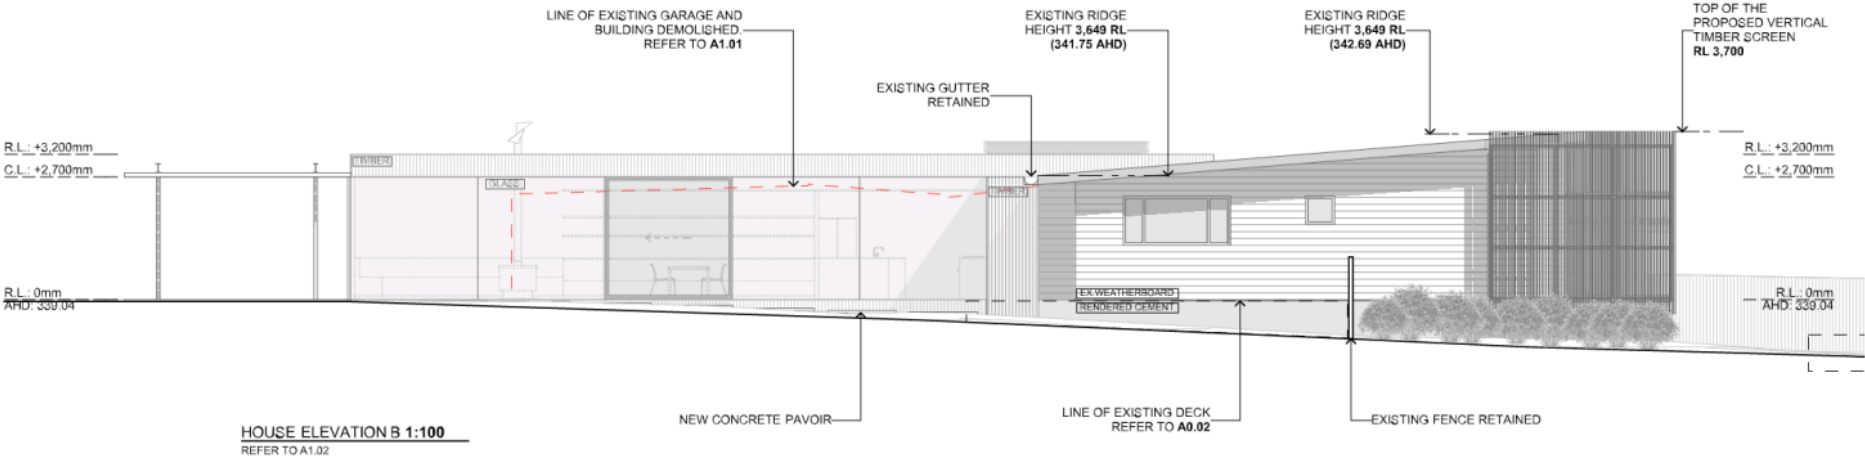 LINE OF EXISTING GARAGE AND
BUILDING DEMOLISHED.
REFER TO A1.01
EXISTING RIDGE
HEIGHT 3,649 RL
(341.75 AHD)
EXISTING RIDGE
HEIGHT 3,649 RL
(342.69 AHD)
TOP OF THE
PROPOSED VERTICAL
TIMBER SCREEN
RL 3,700
EXISTING GUTTER
RETAINED
R.L.: +3,200mm
C.L.: +2,700mm
TIMBER
GLASS
TIMBER
R.L.: +3,200mm
C.L.: +2,700mm
R.L.: 0mm
AHD: 339.04
EX.WEATHERBOARD
RENDERED CEMENT
R.L.: 0mm
AHD: 339.04
NEW CONCRETE PAVOIR
LINE OF EXISTING DECK
REFER TO A0.02
EXISTING FENCE RETAINED
HOUSE ELEVATION B 1:100
REFER TO A1.02